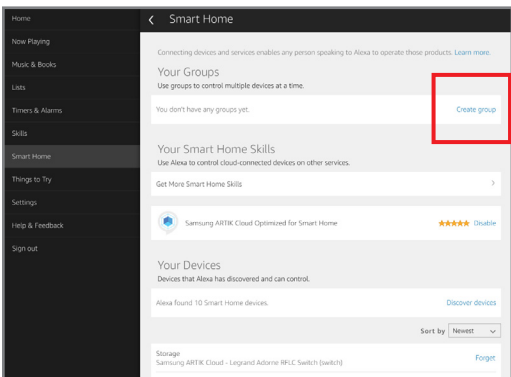 Home
Now Playing
Music & Books
Lists
Timers & Alarms
Skills
Smart Home
Things to Try
Settings
Help & Feedback
Sign out
Smart Home
Connecting devices and services enables any person speaking to Alexa to operate those products. Learn more.
Your Groups
Use groups to control multiple devices at a time.
You don't have any groups yet. Create group
Your Smart Home Skills
Use Alexa to control cloud-connected devices on other services.
Get More Smart Home Skills
Samsung ARTIK Cloud Optimized for Smart Home Disable
Your Devices
Devices that Alexa has discovered and can control.
Alexa found 10 Smart Home devices. Discover devices
Sort by Newest
Storage
Samsung ARTIK Cloud - Legrand Adorne RFLC Switch (switch) Forget